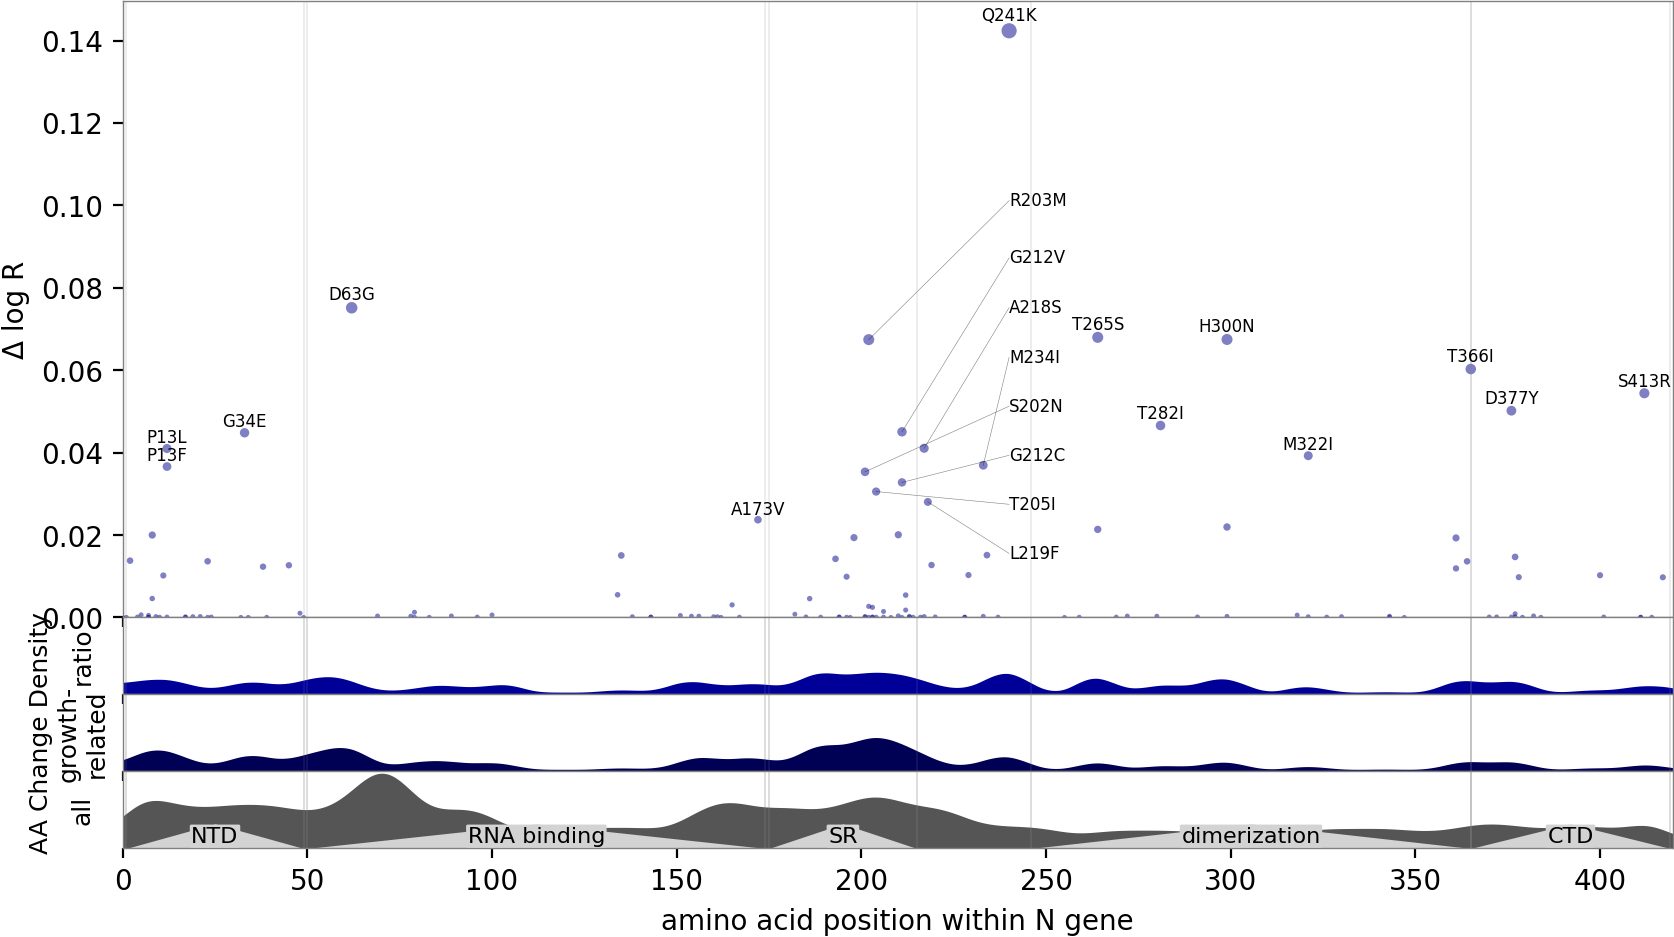 Q241K
0.14
0.12
0.10
R203M
G212V
0.08
D63G
A218S
T265S
H300N
Δ log R
M234I
T366I
0.06
S413R
D377Y
S202N
T282I
G34E
P13L
M322I
P13F
G212C
0.04
T205I
A173V
L219F
0.02
0.00
AA Change Density
ratio
growth-
related
all
NTD
RNA binding
SR
dimerization
CTD
0 50 100 150 200 250 300 350 400
amino acid position within N gene